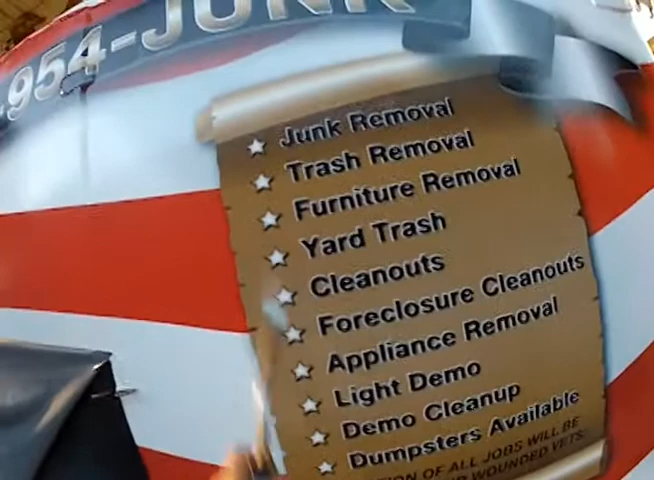 954-JUNK
Junk Removal
Trash Removal
Furniture Removal
Yard Trash
Cleanouts
Foreclosure Cleanouts
Appliance Removal
Light Demo
Demo Cleanup
Dumpsters Available
OF ALL JOBS WILL BE
WOUNDED VETS.